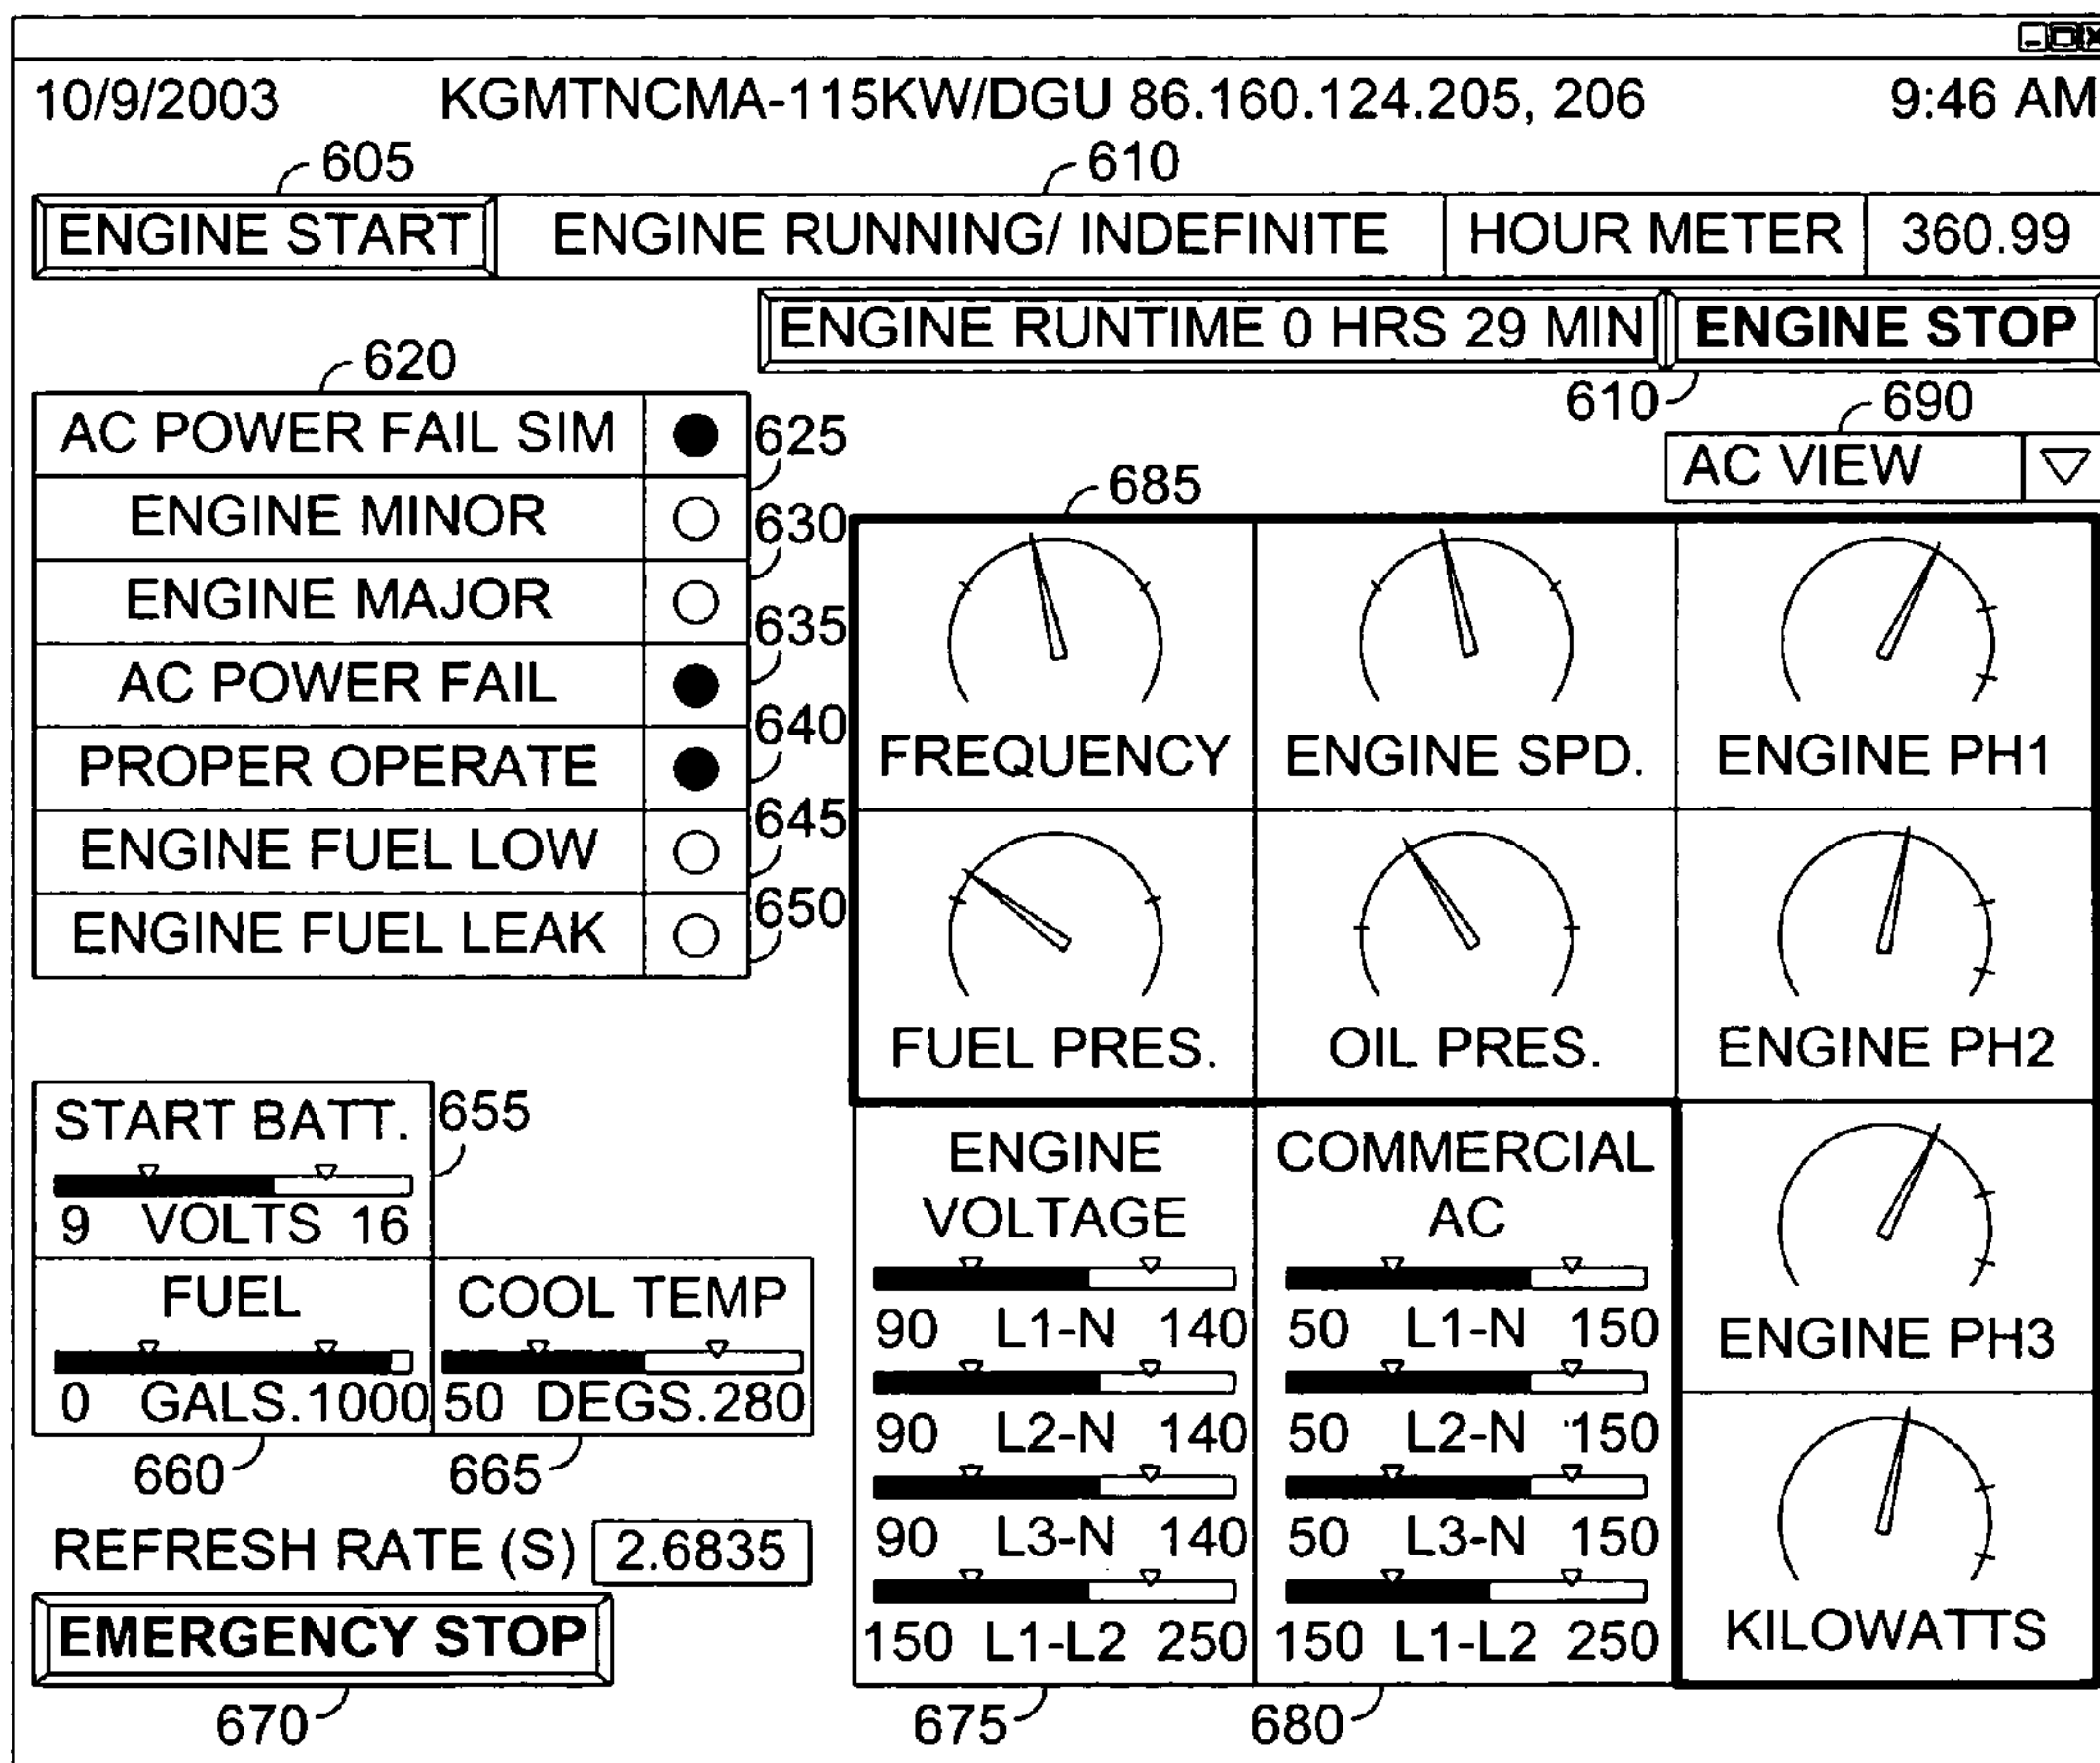 10/9/2003 KGMTNCMA-115KW/DGU 86.160.124.205, 206 9:46 AM
605 610
ENGINE START ENGINE RUNNING/ INDEFINITE HOUR METER 360.99
ENGINE RUNTIME 0 HRS 29 MIN ENGINE STOP
620 610 690
AC POWER FAIL SIM 625
AC VIEW
685
ENGINE MINOR 630
ENGINE MAJOR 635
AC POWER FAIL 640
PROPER OPERATE 645
ENGINE FUEL LOW 650
ENGINE FUEL LEAK
FREQUENCY ENGINE SPD. ENGINE PH1
FUEL PRES. OIL PRES. ENGINE PH2
START BATT. 655
9 VOLTS 16
FUEL COOL TEMP
0 GALS. 1000 50 DEGS. 280
660 665
REFRESH RATE (S) 2.6835
EMERGENCY STOP
670
ENGINE
VOLTAGE
90 L1-N 140
90 L2-N 140
90 L3-N 140
150 L1-L2 250
675
COMMERCIAL
AC
50 L1-N 150
50 L2-N 150
50 L3-N 150
150 L1-L2 250
680
ENGINE PH3
KILOWATTS